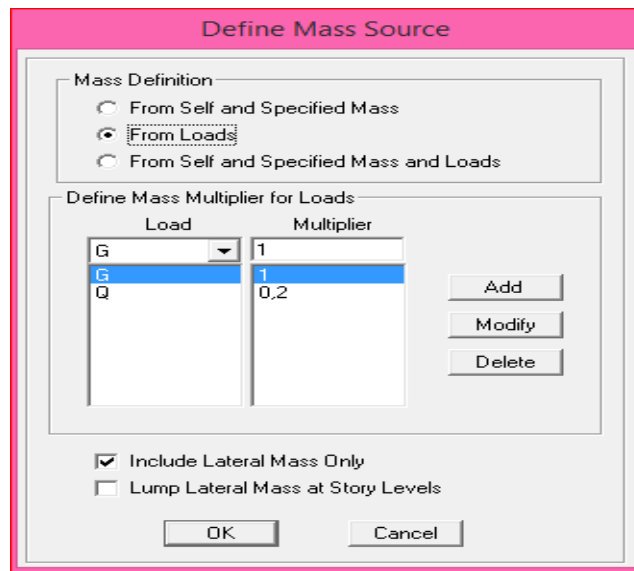 Define Mass Source
Mass Definition
From Self and Specified Mass
From Loads
From Self and Specified Mass and Loads
Define Mass Multiplier for Loads
Load Multiplier
G 1
G 1
Q 0,2
Add
Modify
Delete
Include Lateral Mass Only
Lump Lateral Mass at Story Levels
OK Cancel